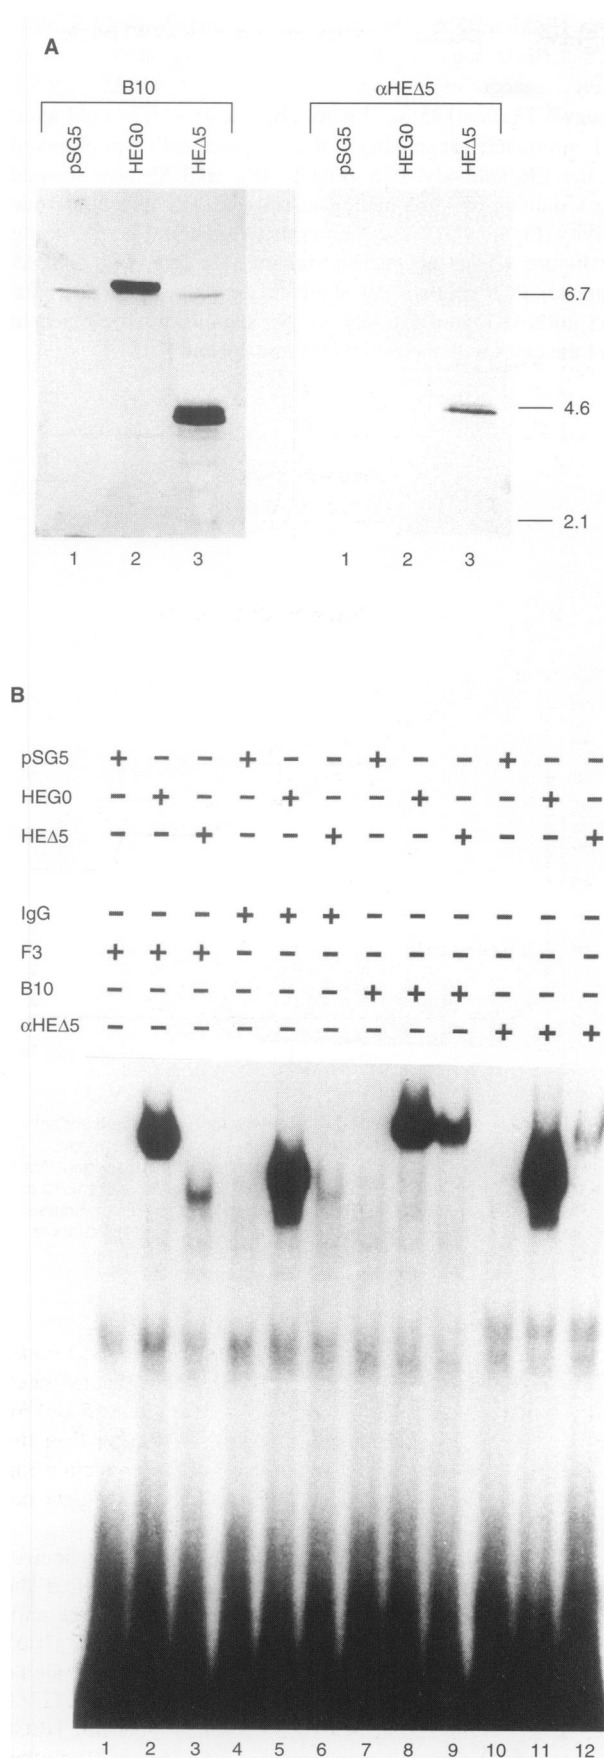 A
B10 αHEΔ5
pSG5 HEG0 HEΔ5 pSG5 HEG0 HEΔ5
6.7
4.6
2.1
1 2 3 1 2 3
B
pSG5 + − − + − − + − − + − −
HEG0 − + − − + − − + − − + −
HEΔ5 − − + − − + − − + − − +
IgG − − − + + + − − − − − −
F3 + + + − − − − − − − − −
B10 − − − − − − + + + − − −
αHEΔ5 − − − − − − − − − + + +
1 2 3 4 5 6 7 8 9 10 11 12